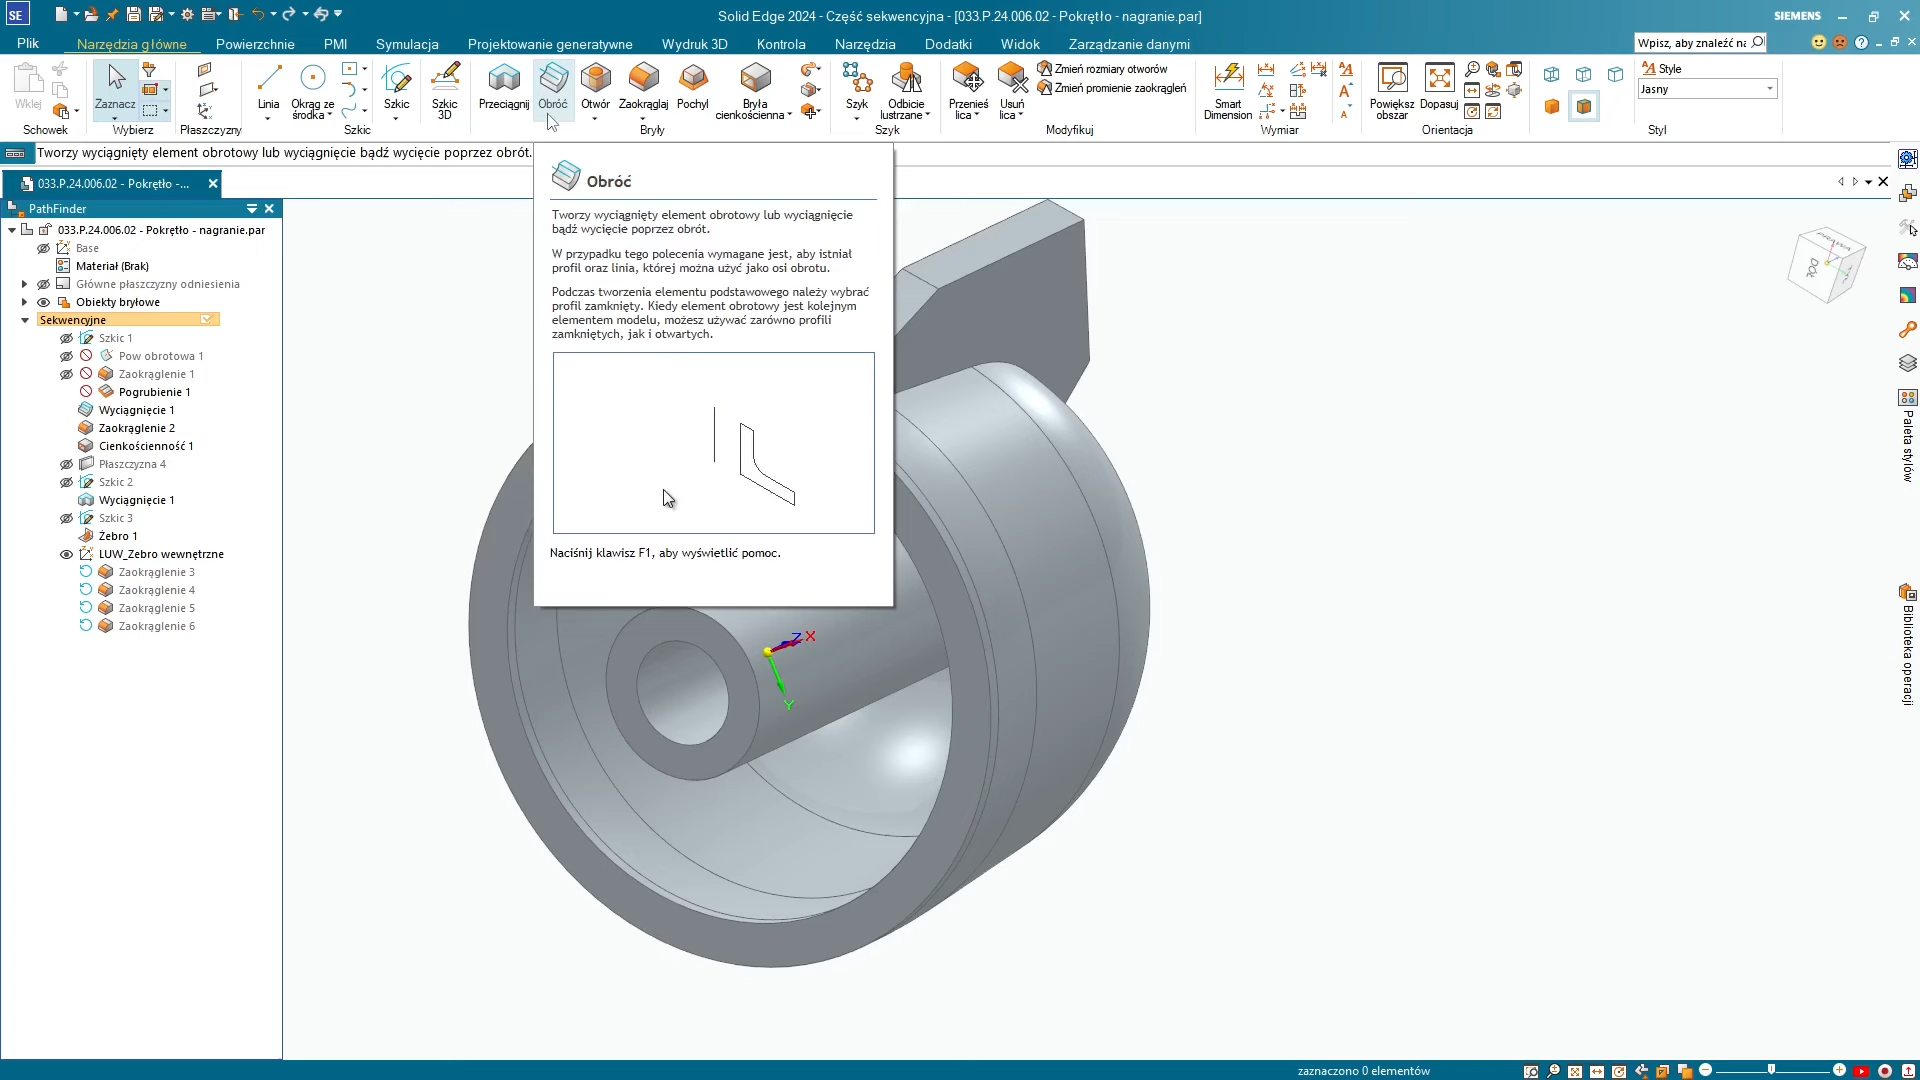 SE
Solid Edge 2024 - Część sekwencyjna - [033.P.24.006.02 - Pokrętło - nagranie.par]
SIEMENS
Plik
Narzędzia główne
Powierzchnie
PMI
Symulacja
Projektowanie generatywne
Wydruk 3D
Kontrola
Narzędzia
Dodatki
Widok
Zarządzanie danymi
Wpisz, aby znaleźć na
Wklej
Schowek
Zaznacz
Wybierz
Płaszczyzny
Linia
Okrąg ze środka
Szkic
Szkic
Szkic 3D
Przeciągnij
Obróć
Otwór
Zaokrąglaj
Pochyl
Bryła cienkościenna
Bryły
Szyk
Odbicie lustrzane
Szyk
Przenieś lica
Usuń lica
Zmień rozmiary otworów
Zmień promienie zaokrągleń
Modyfikuj
Smart Dimension
Wymiar
Powiększ obszar
Dopasuj
Orientacja
Style
Jasny
Styl
Tworzy wyciągnięty element obrotowy lub wyciągnięcie bądź wycięcie poprzez obrót.
033.P.24.006.02 - Pokrętło -...
PathFinder
033.P.24.006.02 - Pokrętło - nagranie.par
Base
Materiał (Brak)
Główne płaszczyzny odniesienia
Obiekty bryłowe
Sekwencyjne
Szkic 1
Pow obrotowa 1
Zaokrąglenie 1
Pogrubienie 1
Wyciągnięcie 1
Zaokrąglenie 2
Cienkościenność 1
Płaszczyzna 4
Szkic 2
Wyciągnięcie 1
Szkic 3
Żebro 1
LUW_Zebro wewnętrzne
Zaokrąglenie 3
Zaokrąglenie 4
Zaokrąglenie 5
Zaokrąglenie 6
Obróć
Tworzy wyciągnięty element obrotowy lub wyciągnięcie
bądź wycięcie poprzez obrót.
W przypadku tego polecenia wymagane jest, aby istniał
profil oraz linia, której można użyć jako osi obrotu.
Podczas tworzenia elementu podstawowego należy wybrać
profil zamknięty. Kiedy element obrotowy jest kolejnym
elementem modelu, możesz używać zarówno profili
zamkniętych, jak i otwartych.
Naciśnij klawisz F1, aby wyświetlić pomoc.
Z
X
Y
DÓŁ
Paleta stylów
Biblioteka operacji
zaznaczono 0 elementów